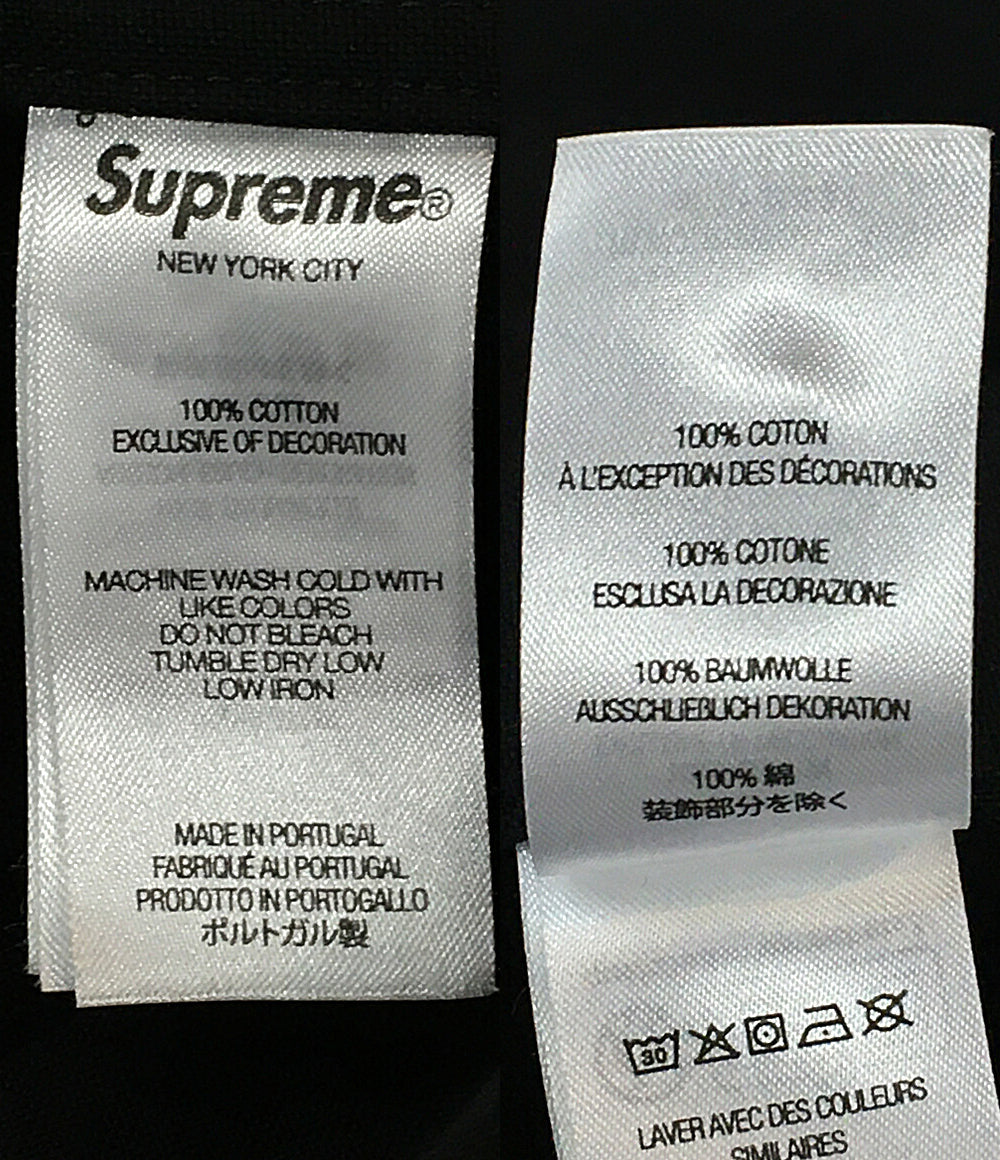 Supreme®
NEW YORK CITY
100% COTTON
EXCLUSIVE OF DECORATION
MACHINE WASH COLD WITH
LIKE COLORS
DO NOT BLEACH
TUMBLE DRY LOW
LOW IRON
MADE IN PORTUGAL
FABRIQUÉ AU PORTUGAL
PRODOTTO IN PORTOGALLO
ポルトガル製
100% COTON
À L'EXCEPTION DES DÉCORATIONS
100% COTONE
ESCLUSA LA DECORAZIONE
100% BAUMWOLLE
AUSSCHLIEßLICH DEKORATION
100% 綿
装飾部分を除く
30
LAVER AVEC DES COULEURS
SIMILAIRES